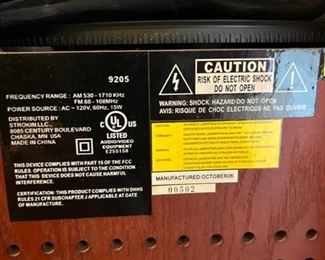 9205
FREQUENCY RANGE: AM 530 - 1710 KHz
FM 88 - 108MHz
POWER SOURCE: AC ~ 120V, 60Hz, 15W
DISTRIBUTED BY
STROKIN LLC.,
8085 CENTURY BOULEVARD
CHASKA, MN USA
MADE IN CHINA
UL
LISTED
AUDIO/VIDEO
EQUIPMENT
E255155
THIS DEVICE COMPLIES WITH PART 15 OF THE FCC
RULES. OPERATION IS SUBJECT TO THE CONDITION
THAT THIS DEVICE DOES NOT CAUSE HARMFUL
INTERFERENCE.
CERTIFICATION: THIS PRODUCT COMPLIES WITH DHHS
RULES 21 CFR SUBCHAPTER J APPLICABLE AT DATE
OF MANUFACTURE.
CAUTION
RISK OF ELECTRIC SHOCK
DO NOT OPEN
WARNING: SHOCK HAZARD-DO NOT OPEN
AVIS: RISQUE DE CHOC ELECTRIQUE-NE PAS OUVRIR
MANUFACTURED:OCTOBER06
00502